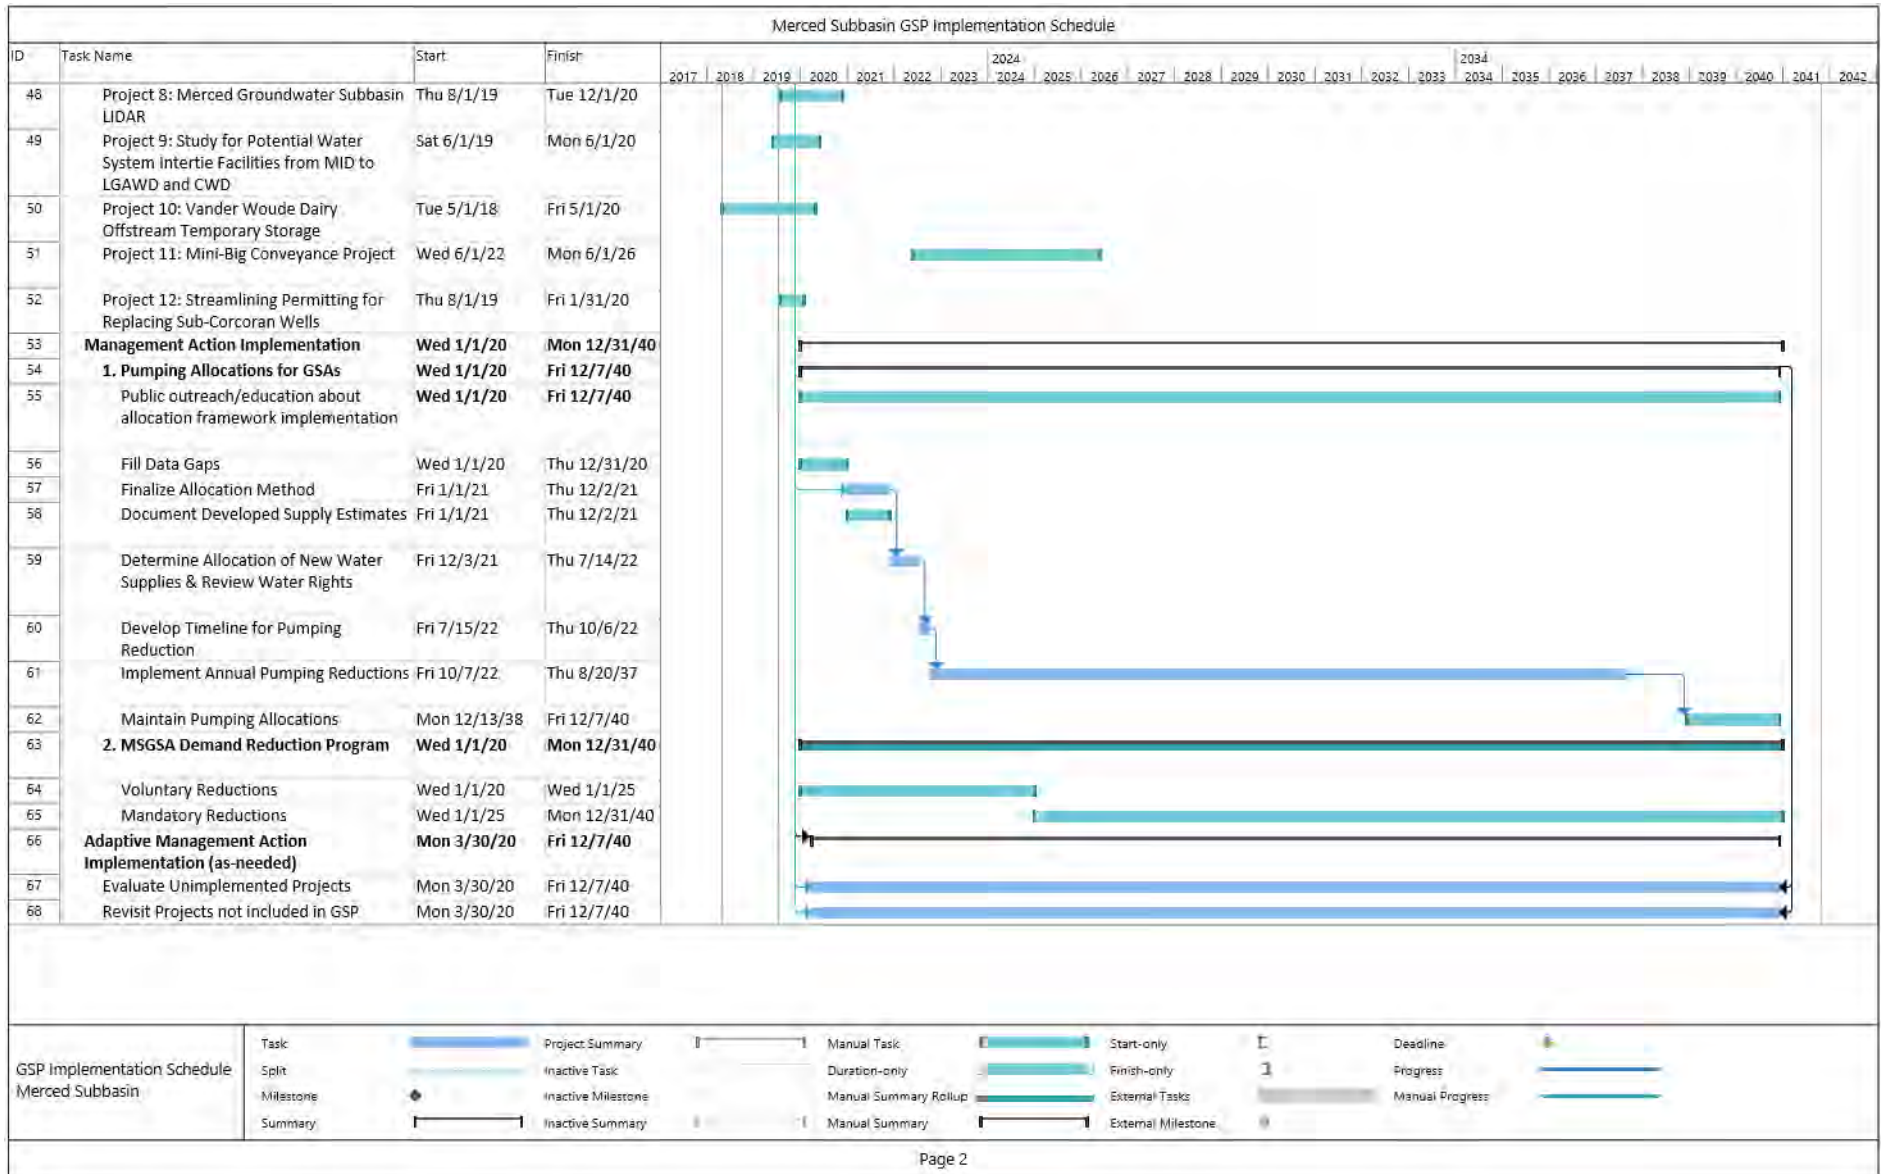 Merced Subbasin GSP Implementation Schedule
ID Task Name Start Finish
2024 2034
2017 2018 2019 2020 2021 2022 2023 2024 2025 2026 2027 2028 2029 2030 2031 2032 2033 2034 2035 2036 2037 2038 2039 2040 2041 2042
48 Project 8: Merced Groundwater Subbasin Thu 8/1/19 Tue 12/1/20
LIDAR
49 Project 9: Study for Potential Water Sat 6/1/19 Mon 6/1/20
System Intertie Facilities from MID to
LGAWD and CWD
50 Project 10: Vander Woude Dairy Tue 5/1/18 Fri 5/1/20
Offstream Temporary Storage
51 Project 11: Mini-Big Conveyance Project Wed 6/1/22 Mon 6/1/26
52 Project 12: Streamlining Permitting for Thu 8/1/19 Fri 1/31/20
Replacing Sub-Corcoran Wells
53 Management Action Implementation Wed 1/1/20 Mon 12/31/40
54 1. Pumping Allocations for GSAs Wed 1/1/20 Fri 12/7/40
55 Public outreach/education about Wed 1/1/20 Fri 12/7/40
allocation framework implementation
56 Fill Data Gaps Wed 1/1/20 Thu 12/31/20
57 Finalize Allocation Method Fri 1/1/21 Thu 12/2/21
58 Document Developed Supply Estimates Fri 1/1/21 Thu 12/2/21
59 Determine Allocation of New Water Fri 12/3/21 Thu 7/14/22
Supplies & Review Water Rights
60 Develop Timeline for Pumping Fri 7/15/22 Thu 10/6/22
Reduction
61 Implement Annual Pumping Reductions Fri 10/7/22 Thu 8/20/37
62 Maintain Pumping Allocations Mon 12/13/38 Fri 12/7/40
63 2. MSGSA Demand Reduction Program Wed 1/1/20 Mon 12/31/40
64 Voluntary Reductions Wed 1/1/20 Wed 1/1/25
65 Mandatory Reductions Wed 1/1/25 Mon 12/31/40
66 Adaptive Management Action Mon 3/30/20 Fri 12/7/40
Implementation (as-needed)
67 Evaluate Unimplemented Projects Mon 3/30/20 Fri 12/7/40
68 Revisit Projects not included in GSP Mon 3/30/20 Fri 12/7/40
GSP Implementation Schedule
Merced Subbasin
Task Project Summary Manual Task Start-only Deadline
Split Inactive Task Duration-only Finish-only Progress
Milestone Inactive Milestone Manual Summary Rollup External Tasks Manual Progress
Summary Inactive Summary Manual Summary External Milestone
Page 2